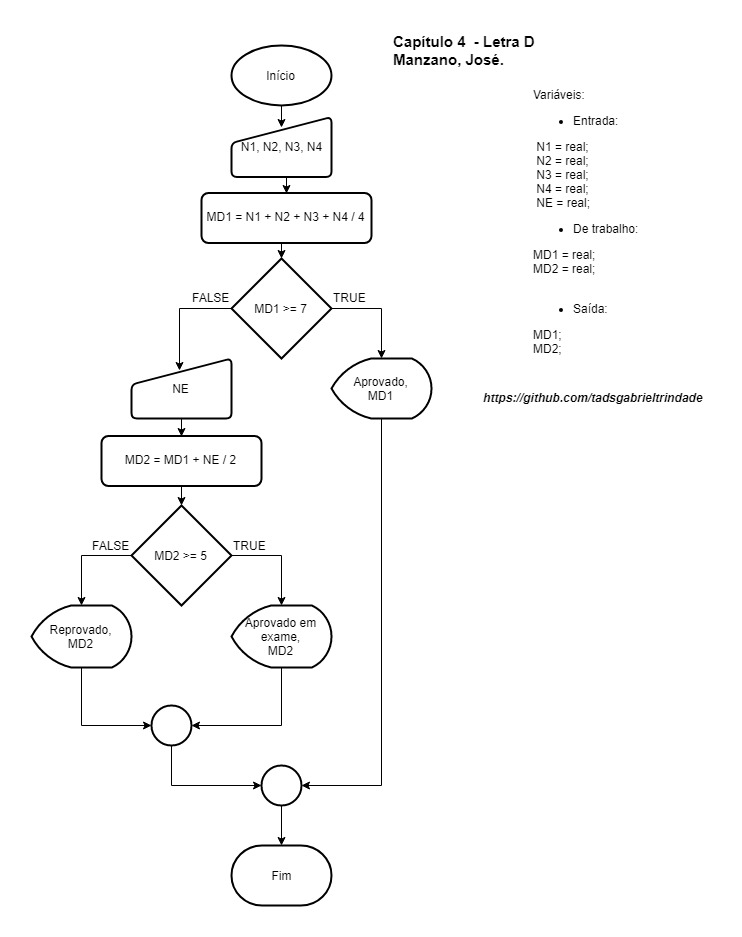 Capítulo 4 - Letra D
Manzano, José.
Início
N1, N2, N3, N4
MD1 = N1 + N2 + N3 + N4 / 4
MD1 >= 7
FALSE
TRUE
NE
Aprovado,
MD1
MD2 = MD1 + NE / 2
MD2 >= 5
FALSE
TRUE
Reprovado,
MD2
Aprovado em
exame,
MD2
Fim
Variáveis:
• Entrada:
N1 = real;
N2 = real;
N3 = real;
N4 = real;
NE = real;
• De trabalho:
MD1 = real;
MD2 = real;
• Saída:
MD1;
MD2;
https://github.com/tadsgabrieltrindade